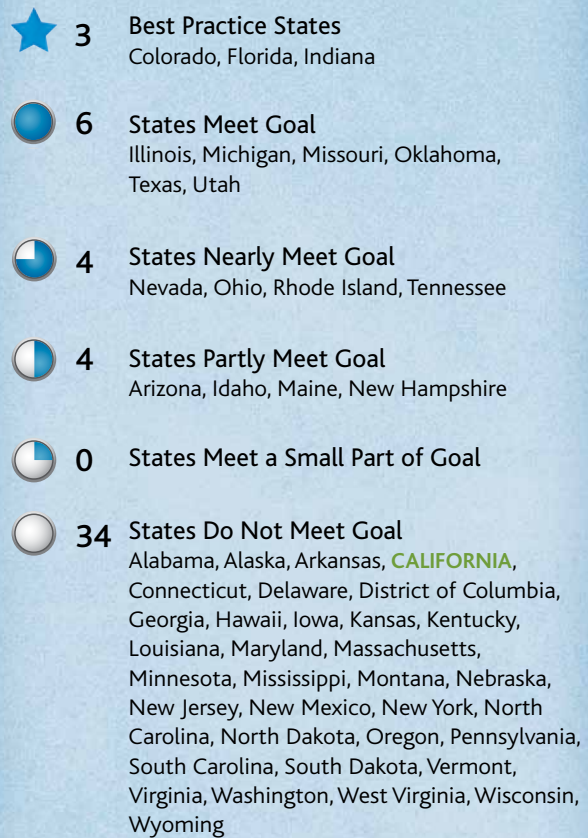 3 Best Practice States
Colorado, Florida, Indiana
6 States Meet Goal
Illinois, Michigan, Missouri, Oklahoma,
Texas, Utah
4 States Nearly Meet Goal
Nevada, Ohio, Rhode Island, Tennessee
4 States Partly Meet Goal
Arizona, Idaho, Maine, New Hampshire
0 States Meet a Small Part of Goal
34 States Do Not Meet Goal
Alabama, Alaska, Arkansas, CALIFORNIA,
Connecticut, Delaware, District of Columbia,
Georgia, Hawaii, Iowa, Kansas, Kentucky,
Louisiana, Maryland, Massachusetts,
Minnesota, Mississippi, Montana, Nebraska,
New Jersey, New Mexico, New York, North
Carolina, North Dakota, Oregon, Pennsylvania,
South Carolina, South Dakota, Vermont,
Virginia, Washington, West Virginia, Wisconsin,
Wyoming